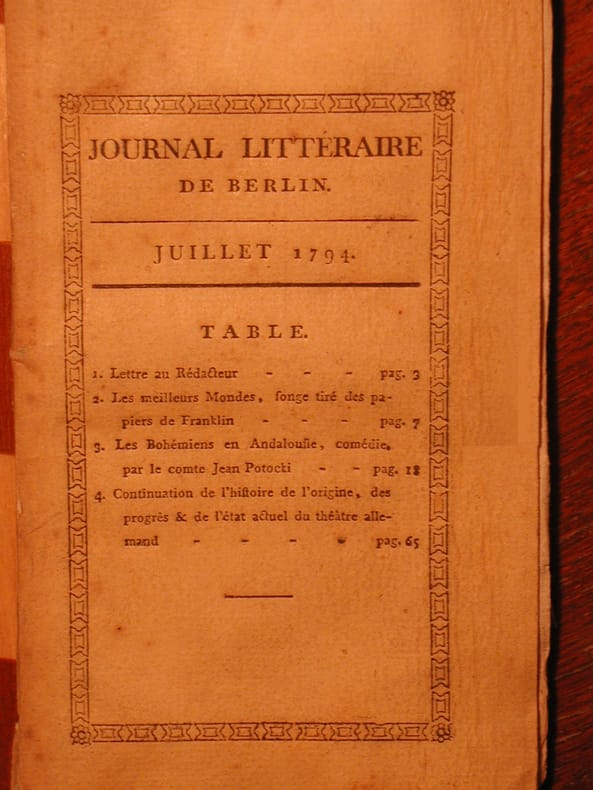 JOURNAL LITTÉRAIRE
DE BERLIN.
JUILLET 1794.
TABLE.
1. Lettre au Rédacteur - - - pag. 3
2. Les meilleurs Mondes, ſonge tiré des pa-
piers de Franklin - - - pag. 7
3. Les Bohémiens en Andalouſie, comédie,
par le comte Jean Potocki - - pag. 18
4. Continuation de l'hiſtoire de l'origine, des
progrès & de l'état actuel du théâtre alle-
mand - - - - pag. 65